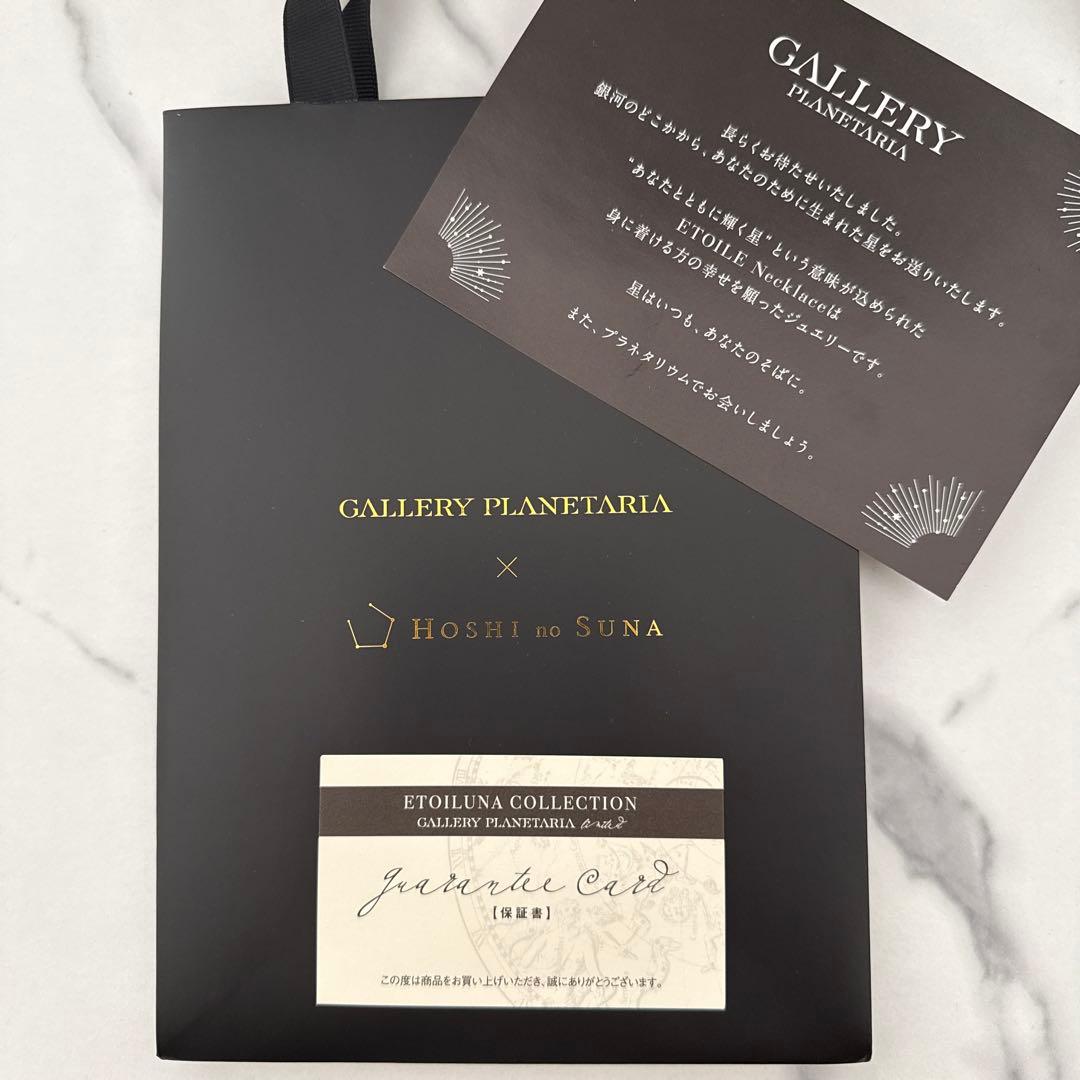 GALLERY
PLANETARIA
長らくお待たせいたしました。
銀河のどこかから、あなたのために生まれた星をお送りいたします。
"あなたとともに輝く星"という意味が込められた
ETOILE Necklaceは
身に着ける方の幸せを願ったジュエリーです。
星はいつも、あなたのそばに。
また、プラネタリウムでお会いしましょう。
GALLERY PLANETARIA
×
HOSHI no SUNA
ETOILUNA COLLECTION
GALLERY PLANETARIA limited
guarantee card
【保証書】
この度は商品をお買い上げいただき、誠にありがとうございます。